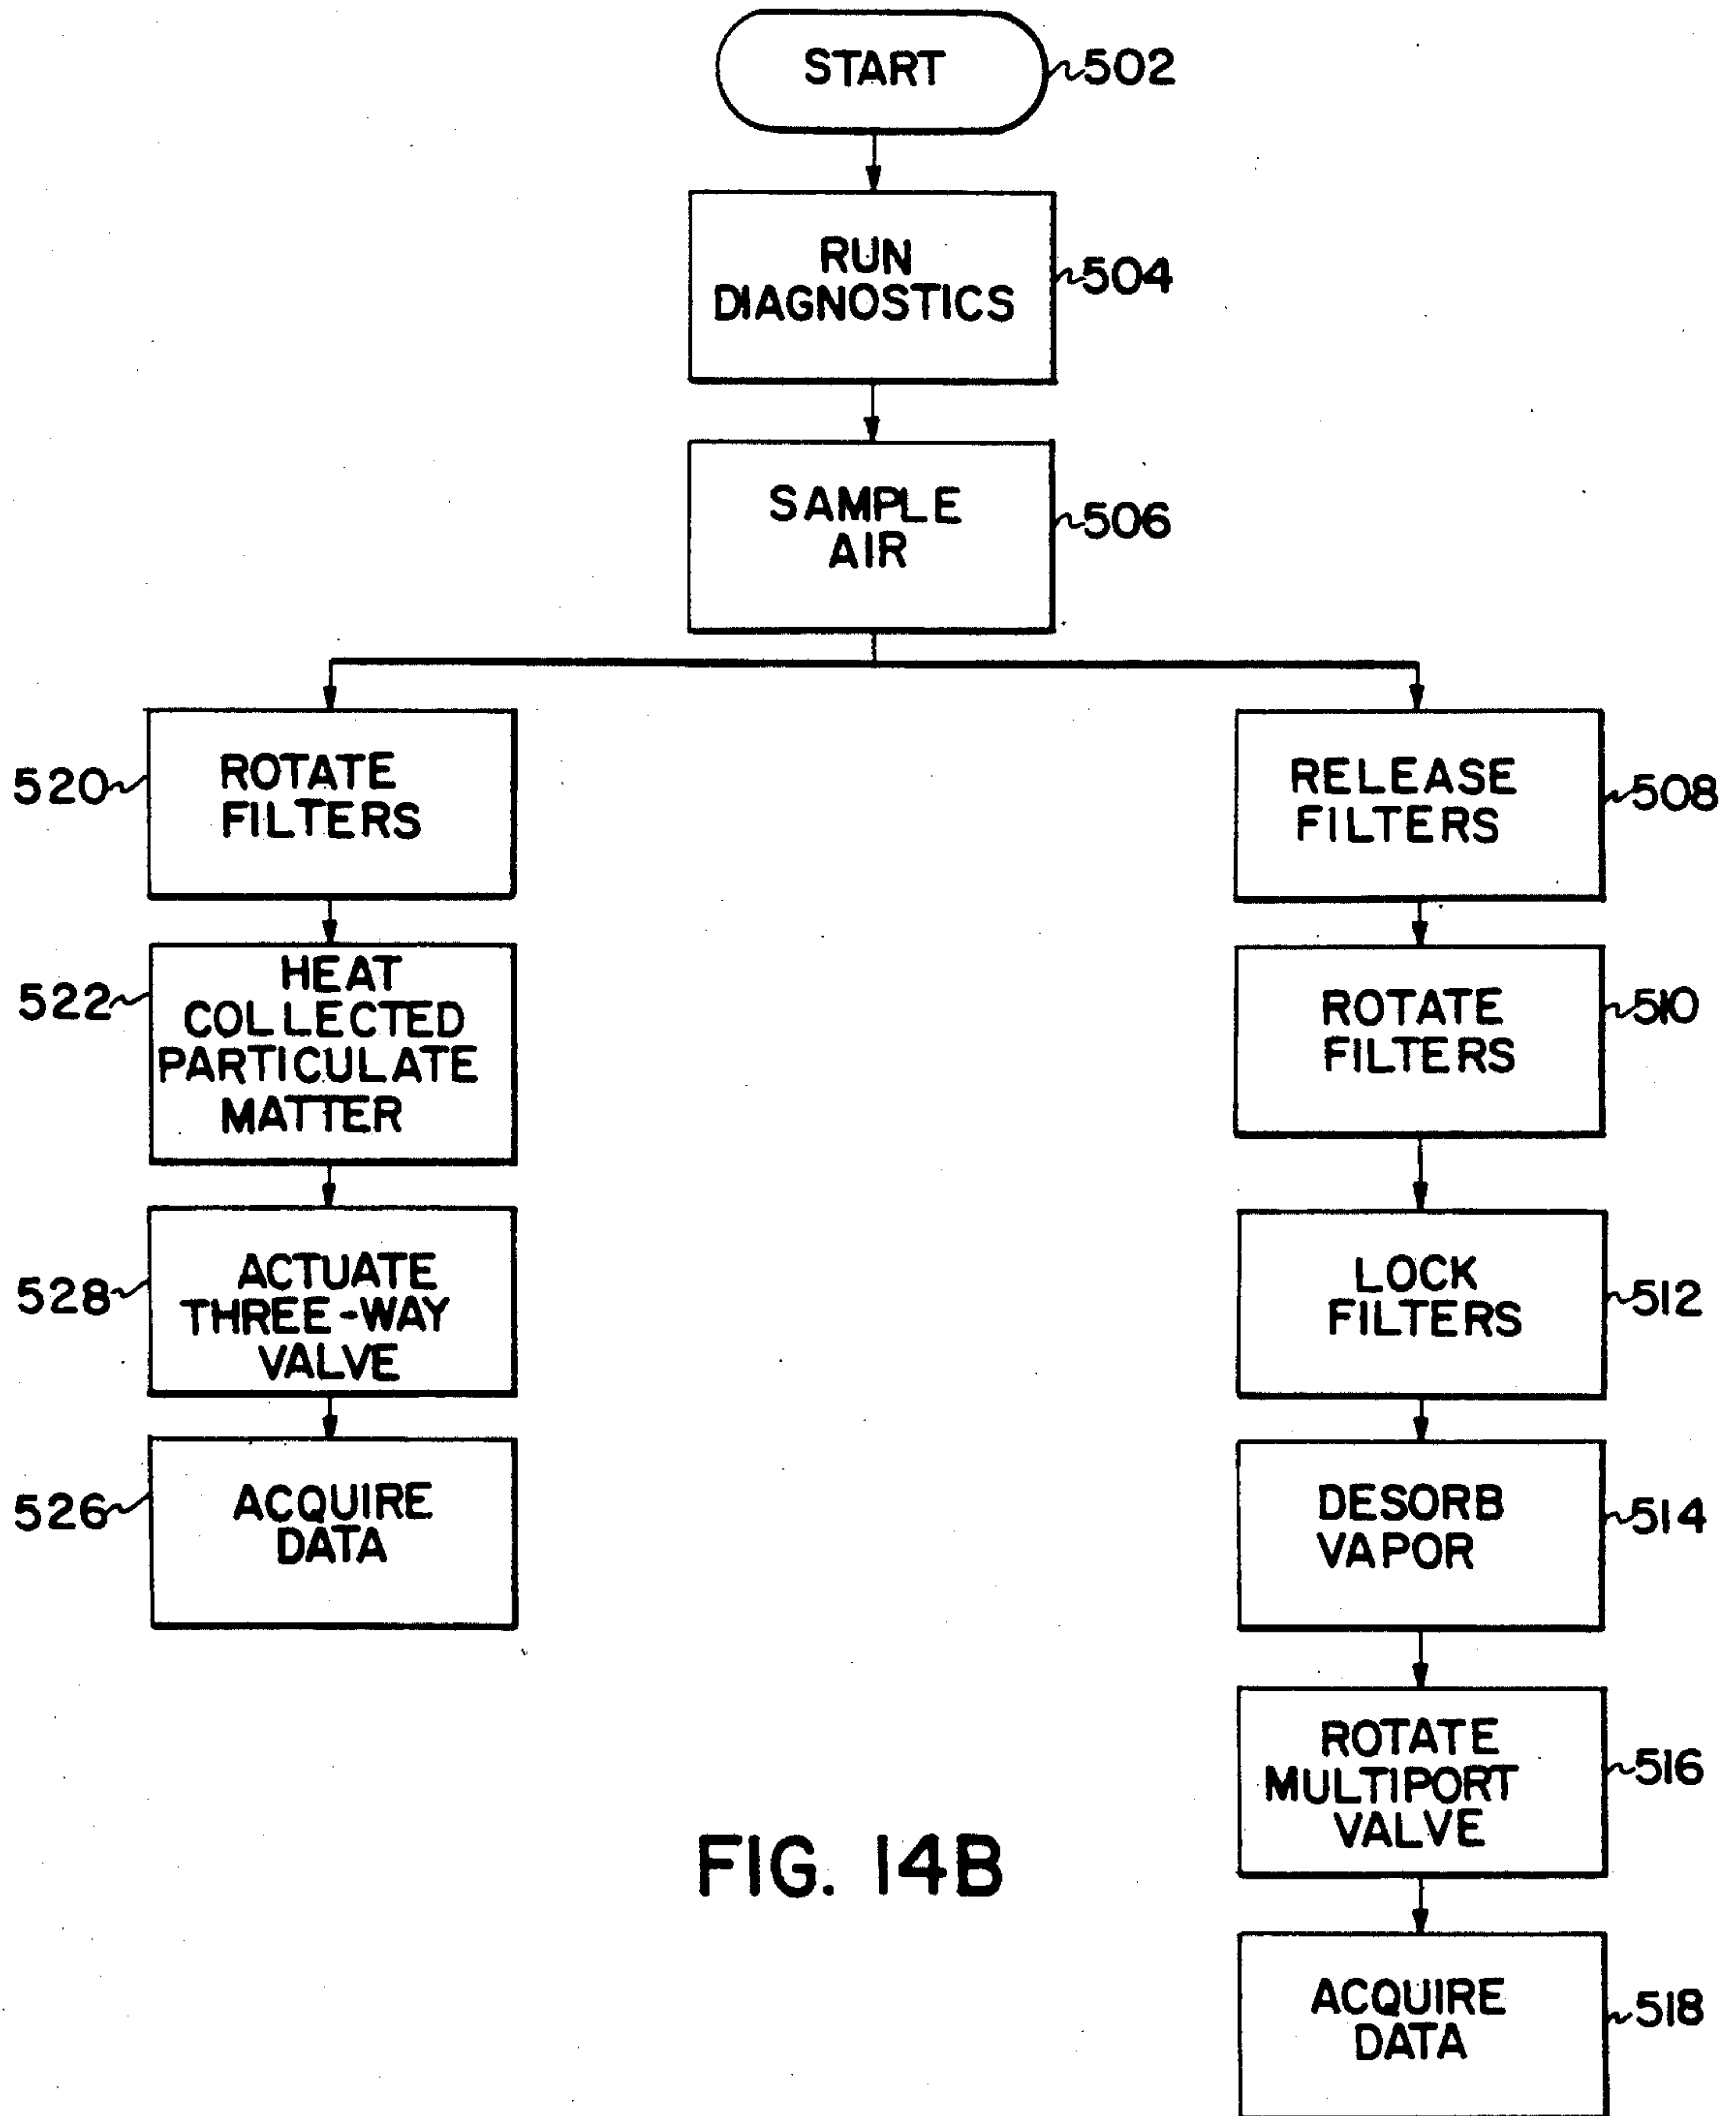 START
502
RUN
DIAGNOSTICS
504
SAMPLE
AIR
506
520
ROTATE
FILTERS
RELEASE
FILTERS
508
522
HEAT
COLLECTED
PARTICULATE
MATTER
ROTATE
FILTERS
510
528
ACTUATE
THREE-WAY
VALVE
LOCK
FILTERS
512
526
ACQUIRE
DATA
DESORB
VAPOR
514
ROTATE
MULTIPORT
VALVE
516
FIG. 14B
ACQUIRE
DATA
518